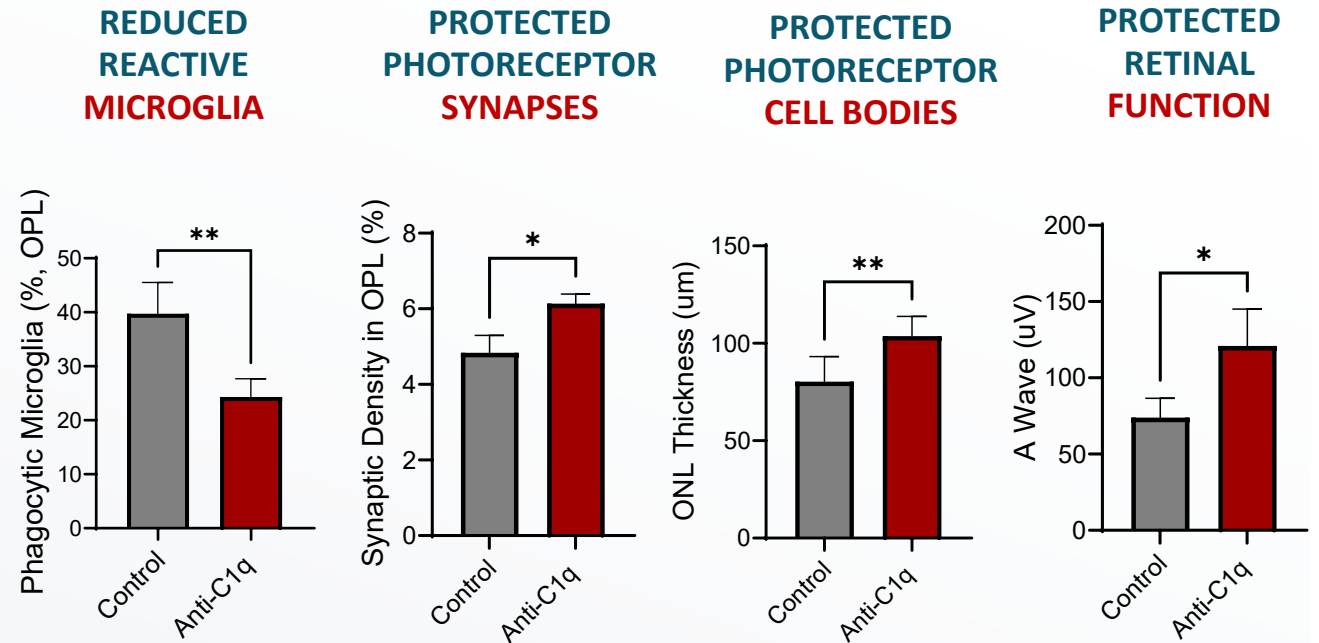 REDUCED
REACTIVE
MICROGLIA
PROTECTED
PHOTORECEPTOR
SYNAPSES
PROTECTED
PHOTORECEPTOR
CELL BODIES
PROTECTED
RETINAL
FUNCTION
Phagocytic Microglia (%, OPL)
50
40
30
20
10
0
**
Control
Anti-C1q
Synaptic Density in OPL (%)
8
6
4
2
0
*
Control
Anti-C1q
ONL Thickness (um)
150
100
50
0
**
Control
Anti-C1q
A Wave (uV)
200
150
100
50
0
*
Control
Anti-C1q